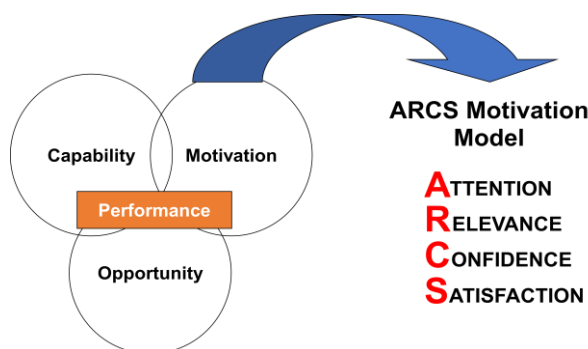 Capability
Motivation
Performance
Opportunity
ARCS Motivation
Model
ATTENTION
RELEVANCE
CONFIDENCE
SATISFACTION